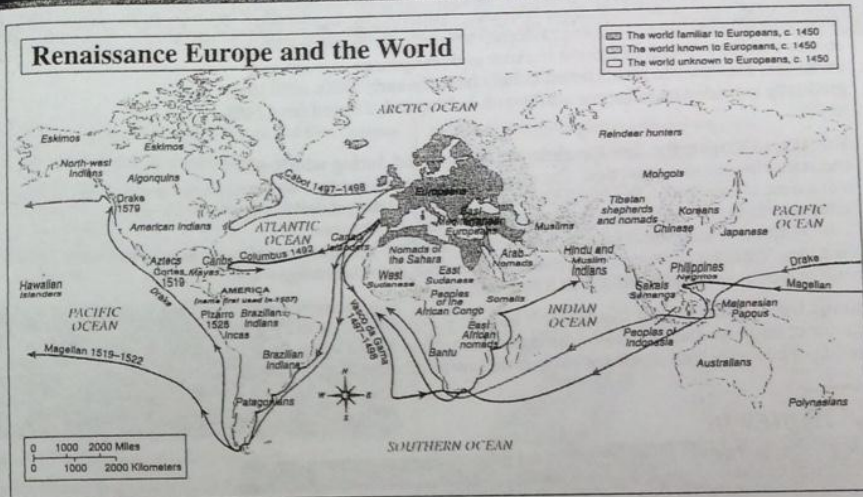 Renaissance Europe and the World
The world familiar to Europeans, c. 1450
The world known to Europeans, c. 1450
The world unknown to Europeans, c. 1450
ARCTIC OCEAN
Eskimos
Eskimos
Reindeer hunters
North-west
Indians
Algonquins
Cabot 1497–1498
Europeans
Mongols
Drake
1579
American Indians
ATLANTIC
OCEAN
Canary
Islanders
Europeans
Muslims
Tibetan
shepherds
and nomads
Koreans
Chinese
Japanese
PACIFIC
OCEAN
Aztecs
Cortes
1519
Mayas
Caribs
Columbus 1492
Nomads of
the Sahara
Arab
Nomads
Hindu and
Muslim
Indians
Philippines
Negritos
Drake
Magellan
Hawaiian
Islanders
AMERICA
West
Sudanese
East
Sudanese
Somalis
Sakais
Semangs
Melanesian
Papous
PACIFIC
OCEAN
Drake
Pizarro
1528
Incas
Brazilian
Indians
Peoples
of the
African Congo
INDIAN
OCEAN
Peoples of
Indonesia
Magellan 1519–1522
Brazilian
Indians
Vasco da Gama
1497–1498
Bantu
East
African
nomads
Australians
Patagonians
N
W
E
S
Polynesians
0 1000 2000 Miles
0 1000 2000 Kilometers
SOUTHERN OCEAN